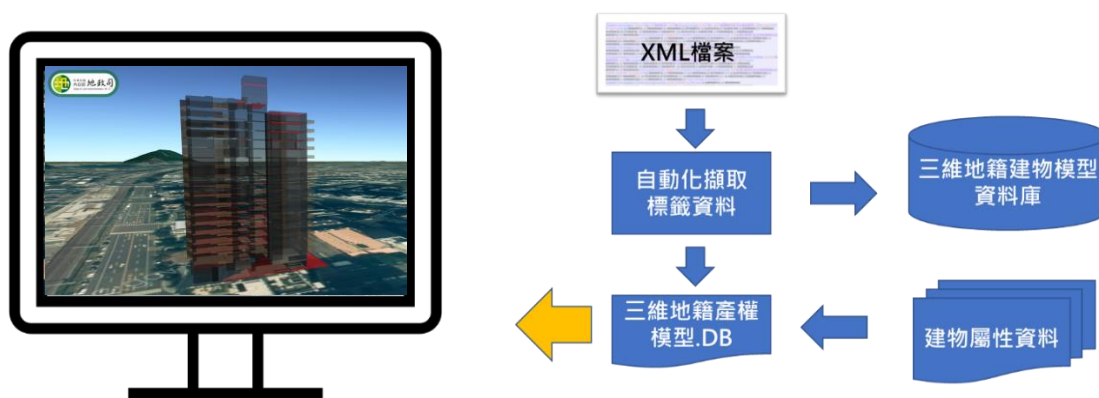 地政司
XML檔案
自動化擷取
標籤資料
三維地籍建物模型
資料庫
三維地籍產權
模型.DB
建物屬性資料